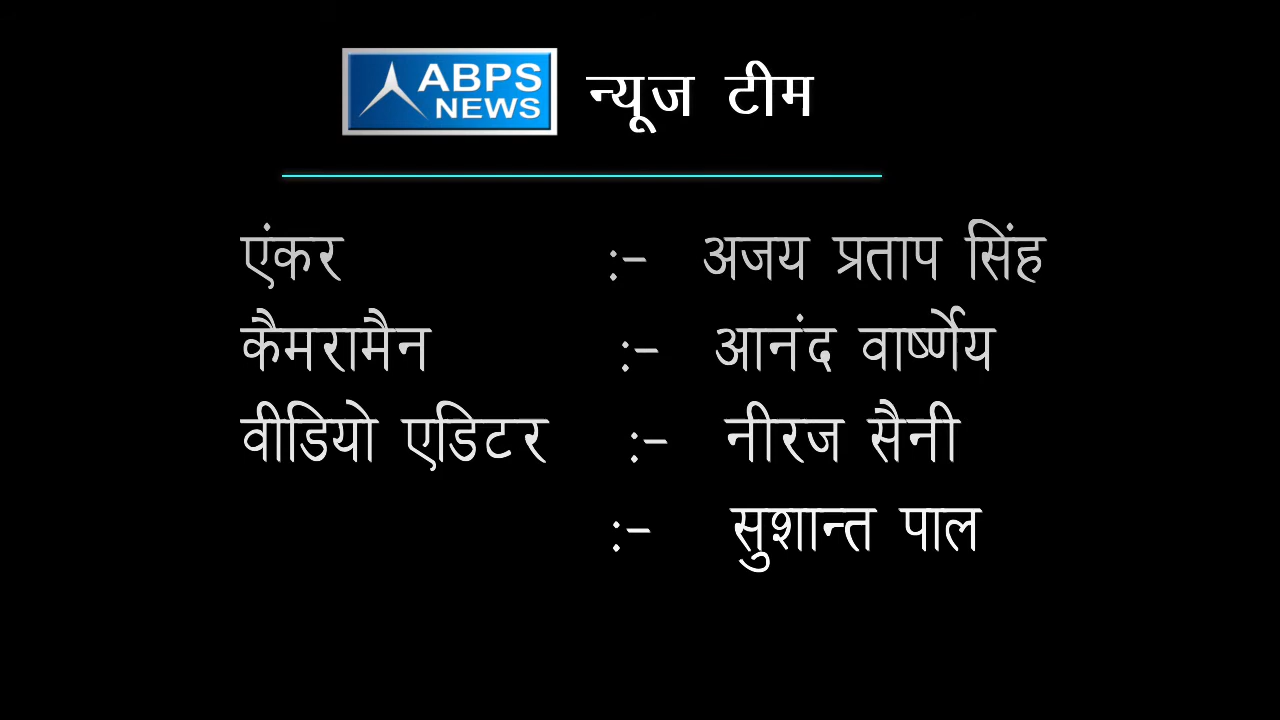 ABPS NEWS न्यूज टीम
एंकर :- अजय प्रताप सिंह
कैमरामैन :- आनंद वार्ष्णेय
वीडियो एडिटर :- नीरज सैनी
:- सुशान्त पाल